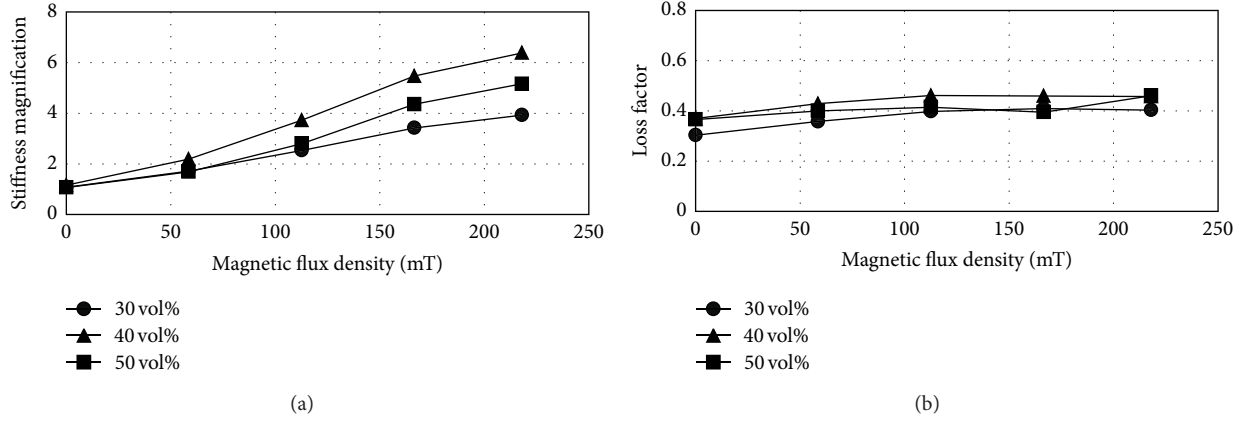 Stiffness magnification
8
6
4
2
0
0 50 100 150 200 250
Magnetic flux density (mT)
30 vol%
40 vol%
50 vol%
(a)
Loss factor
0.8
0.6
0.4
0.2
0
0 50 100 150 200 250
Magnetic flux density (mT)
30 vol%
40 vol%
50 vol%
(b)